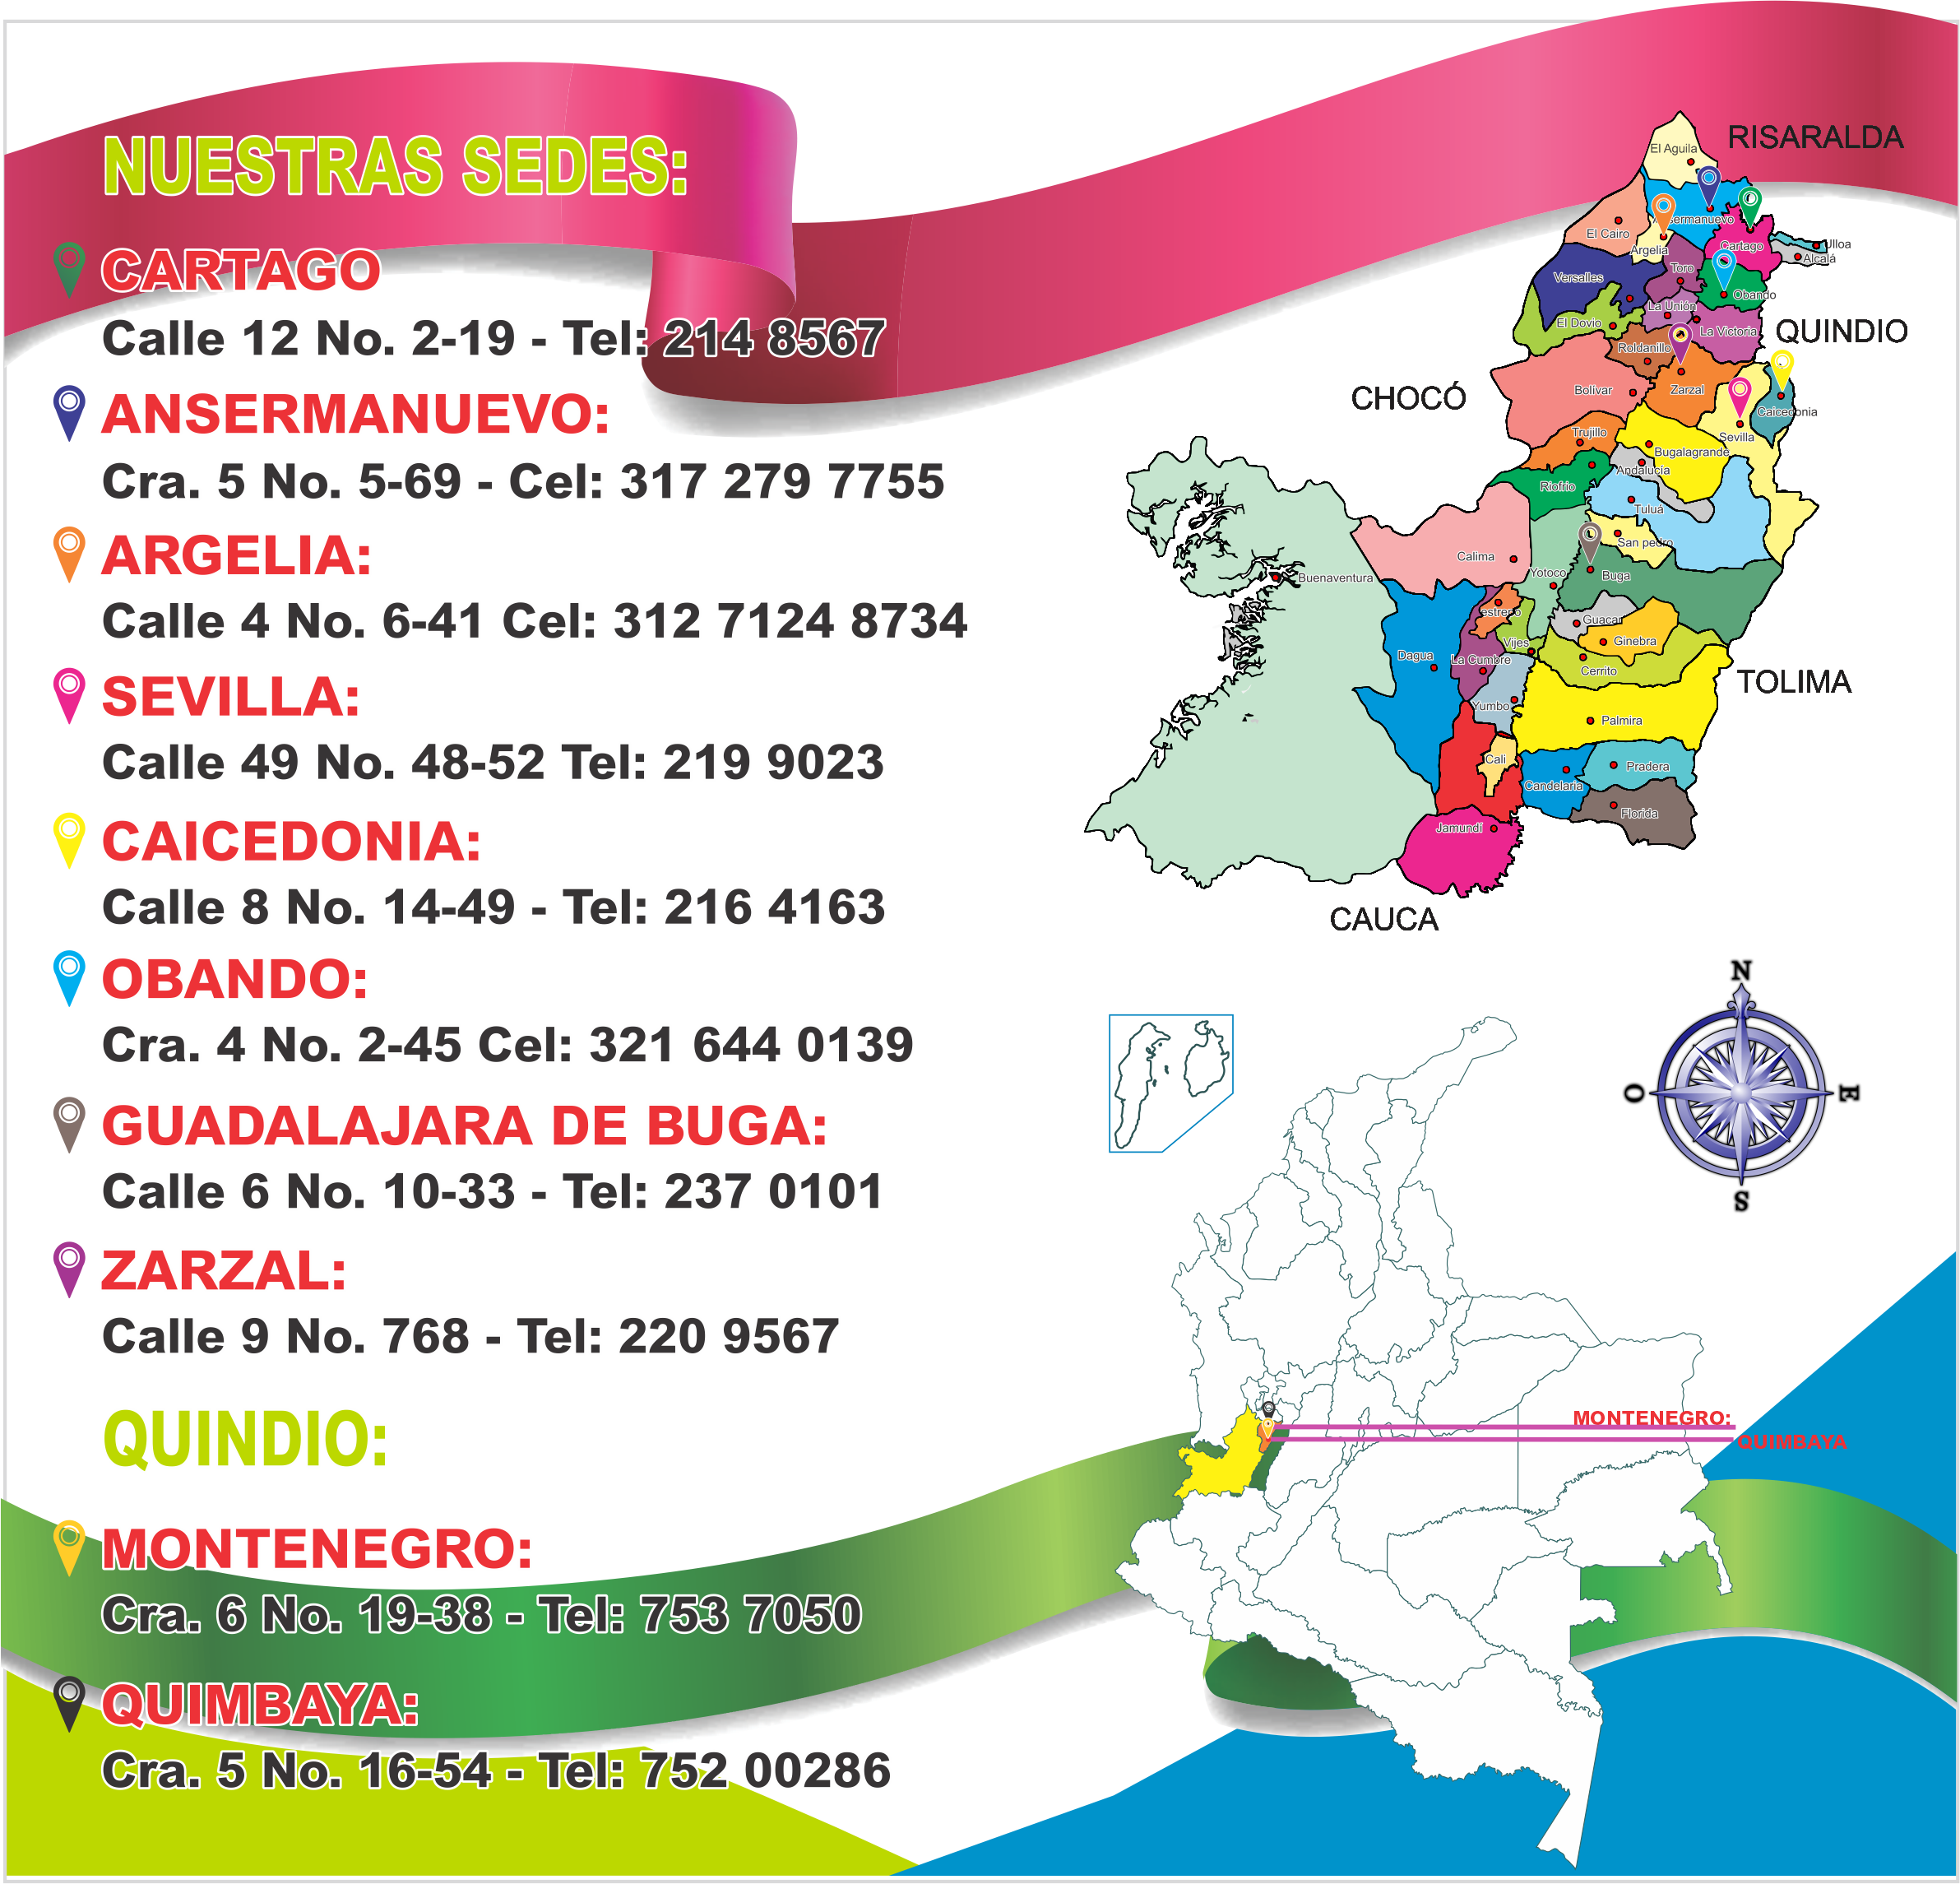 NUESTRAS SEDES:
CARTAGO
Calle 12 No. 2-19 - Tel: 214 8567
ANSERMANUEVO:
Cra. 5 No. 5-69 - Cel: 317 279 7755
ARGELIA:
Calle 4 No. 6-41 Cel: 312 7124 8734
SEVILLA:
Calle 49 No. 48-52 Tel: 219 9023
CAICEDONIA:
Calle 8 No. 14-49 - Tel: 216 4163
OBANDO:
Cra. 4 No. 2-45 Cel: 321 644 0139
GUADALAJARA DE BUGA:
Calle 6 No. 10-33 - Tel: 237 0101
ZARZAL:
Calle 9 No. 768 - Tel: 220 9567
QUINDIO:
MONTENEGRO:
Cra. 6 No. 19-38 - Tel: 753 7050
QUIMBAYA:
Cra. 5 No. 16-54 - Tel: 752 00286
RISARALDA
El Aguila
sermanuevo
El Cairo
Argelia
Cartago
Ulloa
Alcalá
Toro
Versalles
Obando
La Unión
El Dovio
La Victoria
QUINDIO
Roldanillo
CHOCÓ
Bolivar
Zarzal
Caicedonia
Sevilla
Trujillo
Bugalagrande
Andalucía
Riofrio
Tuluá
San pedro
Calima
Buenaventura
Yotoco
Buga
estreno
Guacar
Ginebra
Vijes
Dagua
La Cumbre
Cerrito
TOLIMA
Yumbo
Palmira
Cali
Pradera
Candelaria
Florida
Jamundí
CAUCA
N
O
E
S
MONTENEGRO:
QUIMBAYA